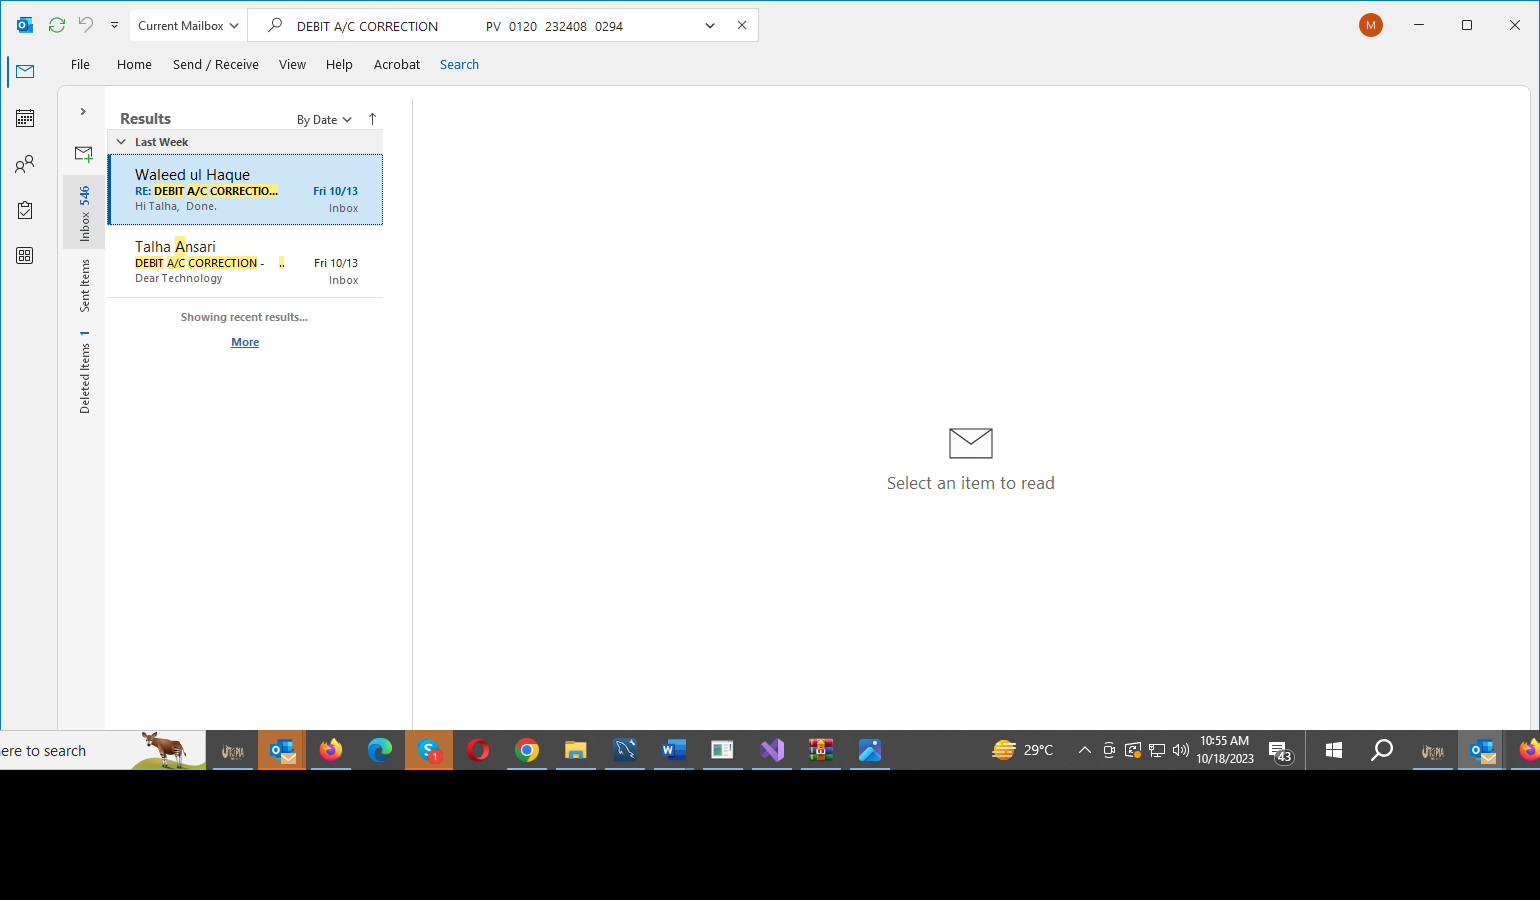 Current Mailbox
DEBIT A/C CORRECTION PV 0120 232408 0294
M
File Home Send / Receive View Help Acrobat Search
Results
By Date
Last Week
Waleed ul Haque
RE: DEBIT A/C CORRECTIO...
Fri 10/13
Hi Talha, Done.
Inbox
Talha Ansari
DEBIT A/C CORRECTION - ..
Fri 10/13
Dear Technology
Inbox
Showing recent results...
More
Inbox 546
Sent Items
Deleted Items 1
Select an item to read
ere to search
UTOPIA
29°C
10:55 AM
10/18/2023
43
UTOPIA